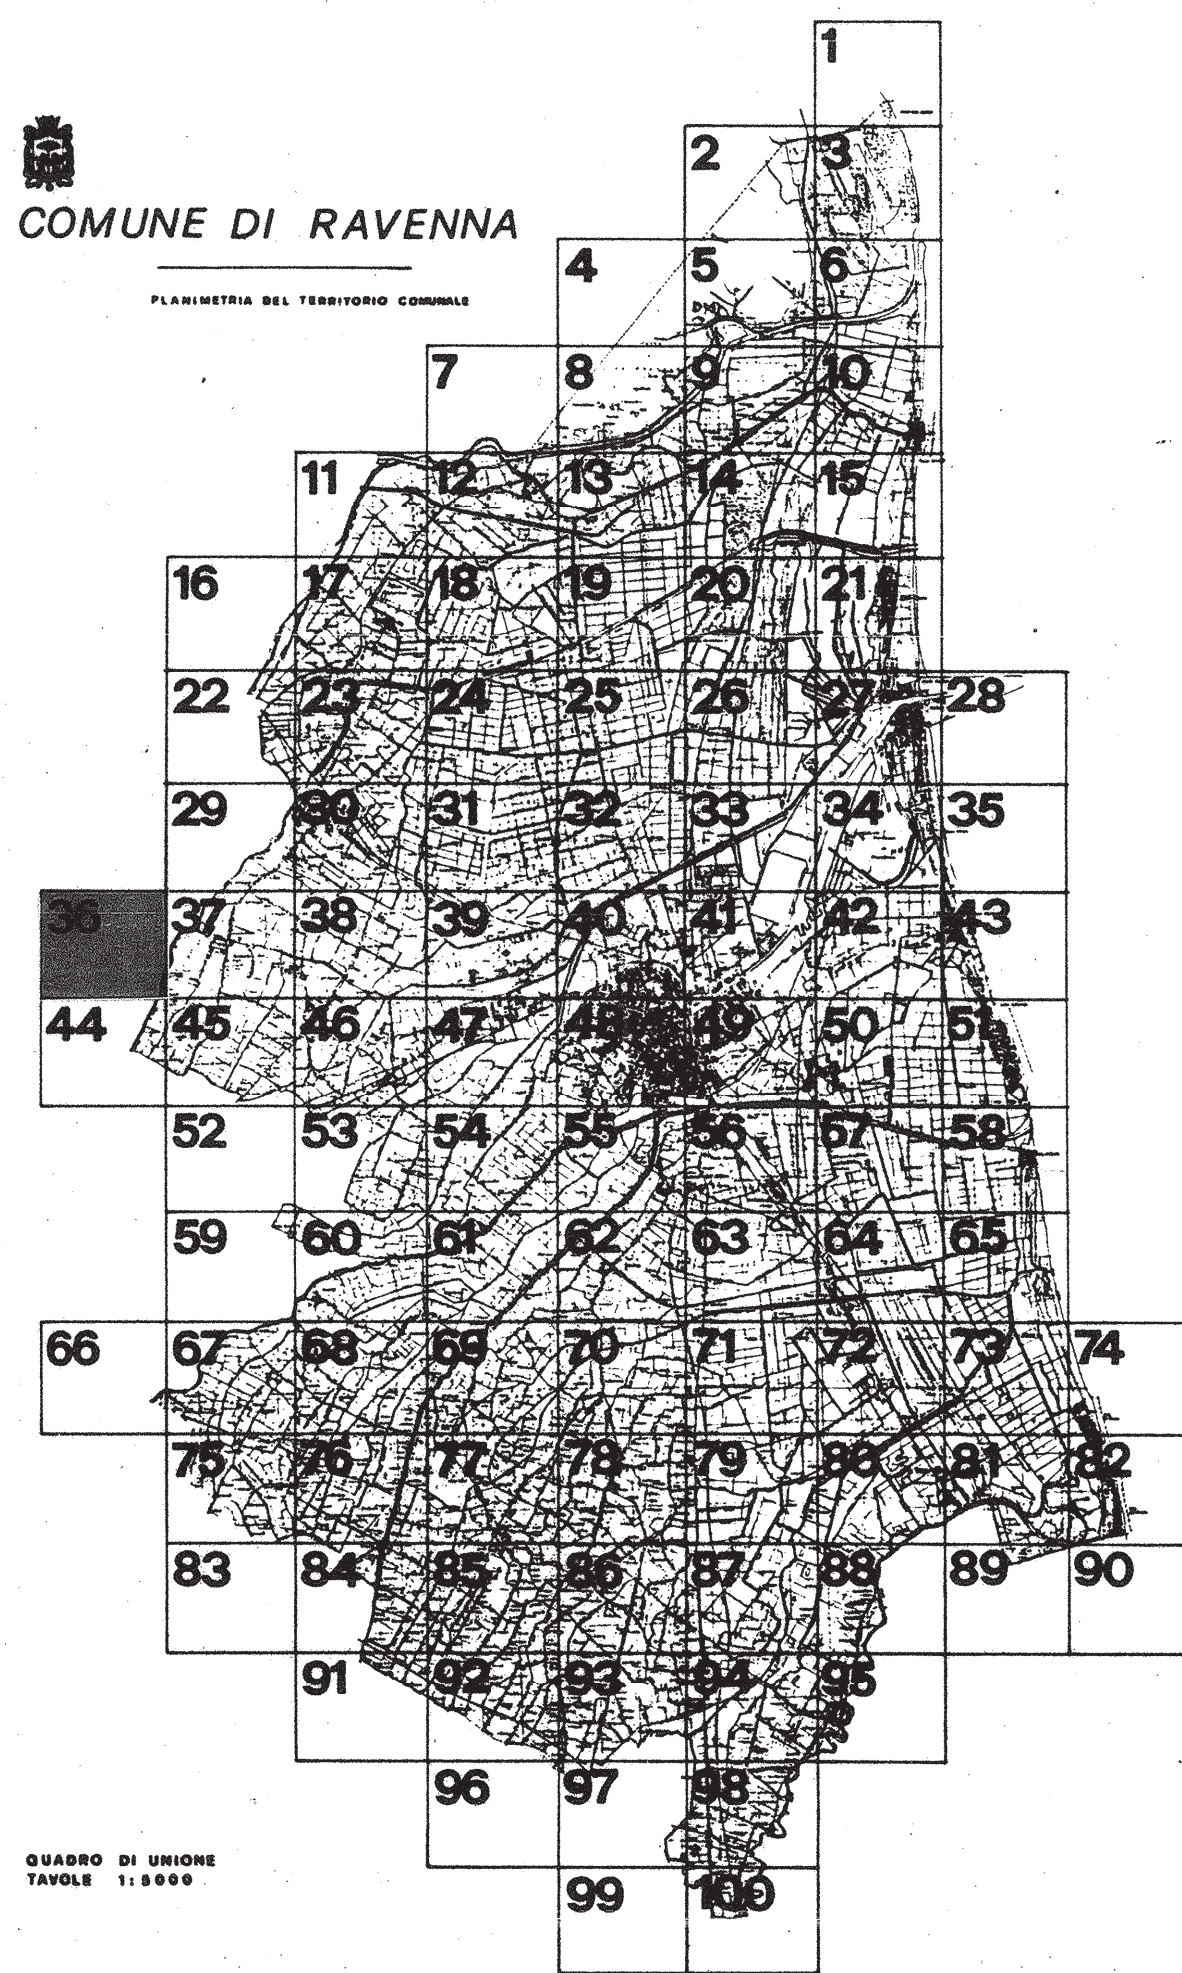 1
2 3
COMUNE DI RAVENNA
4 5 6
PLANIMETRIA DEL TERRITORIO COMUNALE
7 8 9 10
11 12 13 14 15
16 17 18 19 20 21
22 23 24 25 26 27 28
29 30 31 32 33 34 35
36 37 38 39 40 41 42 43
44 45 46 47 48 49 50 51
52 53 54 55 56 57 58
59 60 61 62 63 64 65
66 67 68 69 70 71 72 73 74
75 76 77 78 79 80 81 82
83 84 85 86 87 88 89 90
91 92 93 94 95
96 97 98
QUADRO DI UNIONE
TAVOLE 1:5000
99 100